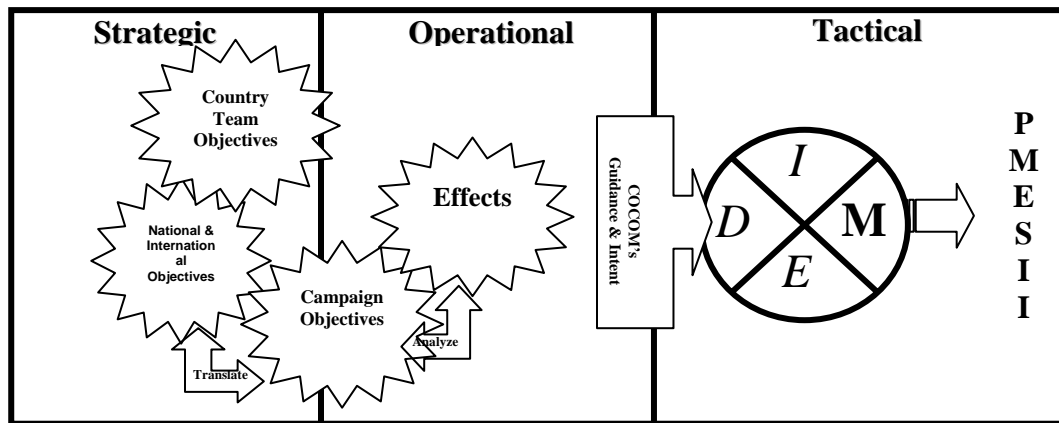 Strategic
Operational
Tactical
Country
Team
Objectives
National &
Internation
al
Objectives
Translate
Campaign
Objectives
Analyze
Effects
COCOM's
Guidance & Intent
D
I
M
E
P
M
E
S
I
I